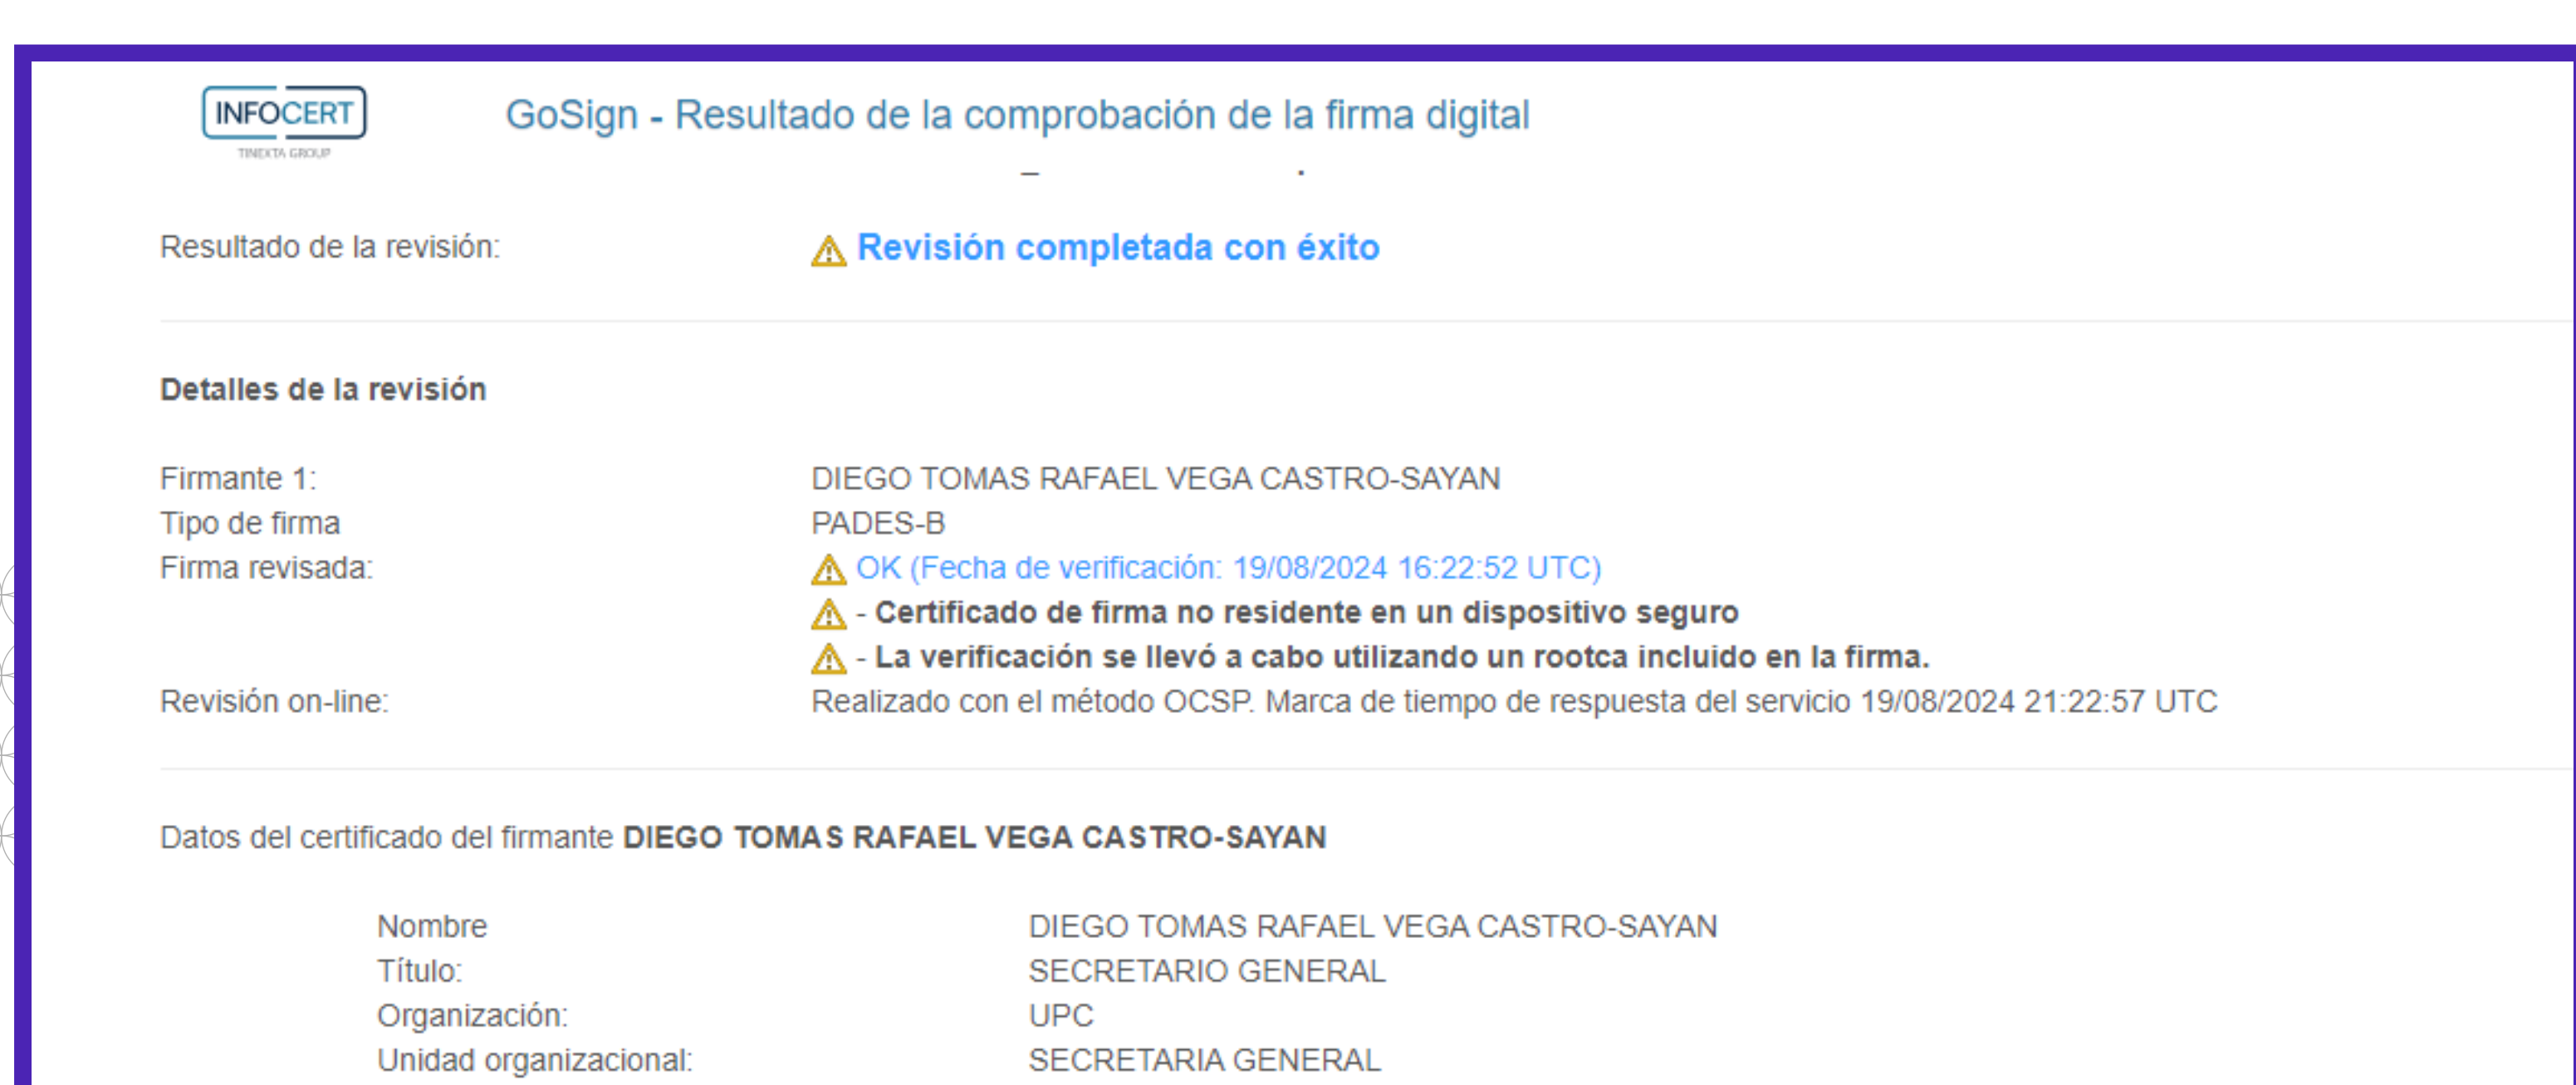 INFOCERT
TINEXTA GROUP
GoSign - Resultado de la comprobación de la firma digital
Resultado de la revisión:
Revisión completada con éxito
Detalles de la revisión
Firmante 1:
DIEGO TOMAS RAFAEL VEGA CASTRO-SAYAN
Tipo de firma
PADES-B
Firma revisada:
OK (Fecha de verificación: 19/08/2024 16:22:52 UTC)
- Certificado de firma no residente en un dispositivo seguro
- La verificación se llevó a cabo utilizando un rootca incluido en la firma.
Revisión on-line:
Realizado con el método OCSP. Marca de tiempo de respuesta del servicio 19/08/2024 21:22:57 UTC
Datos del certificado del firmante DIEGO TOMAS RAFAEL VEGA CASTRO-SAYAN
Nombre
DIEGO TOMAS RAFAEL VEGA CASTRO-SAYAN
Título:
SECRETARIO GENERAL
Organización:
UPC
Unidad organizacional:
SECRETARIA GENERAL